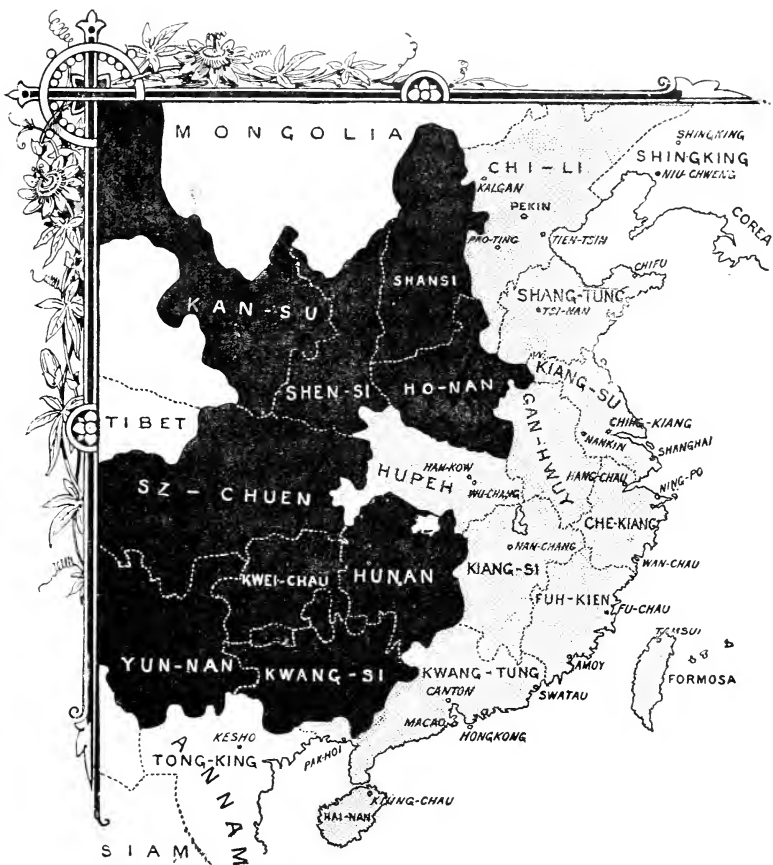 MONGOLIA
SHINGKING
CHI-LI
SHINGKING
KALGAN
NIU-CHWENG
PEKIN
COREA
PAO-TING
TIEN-TSIN
CHIFU
SHANSI
SHANG-TUNG
KAN-SU
TSI-NAN
KIANG-SU
SHEN-SI
HO-NAN
TIBET
GAN-HWUY
CHING-KIANG
NANKIN
SHANGHAI
HUPEH
HAN-KOW
HANG-CHAU
SZ-CHUEN
WU-CHANG
NING-PO
CHE-KIANG
NAN-CHANG
KWEI-CHAU
HUNAN
KIANG-SI
WAN-CHAU
FUH-KIEN
FU-CHAU
TAMSUI
YUN-NAN
KWANG-SI
KWANG-TUNG
AMOY
FORMOSA
CANTON
SWATAU
MACAO
HONGKONG
KESHO
TONG-KING
PAK-HOI
ANNAM
KIUNG-CHAU
HAI-NAN
SIAM